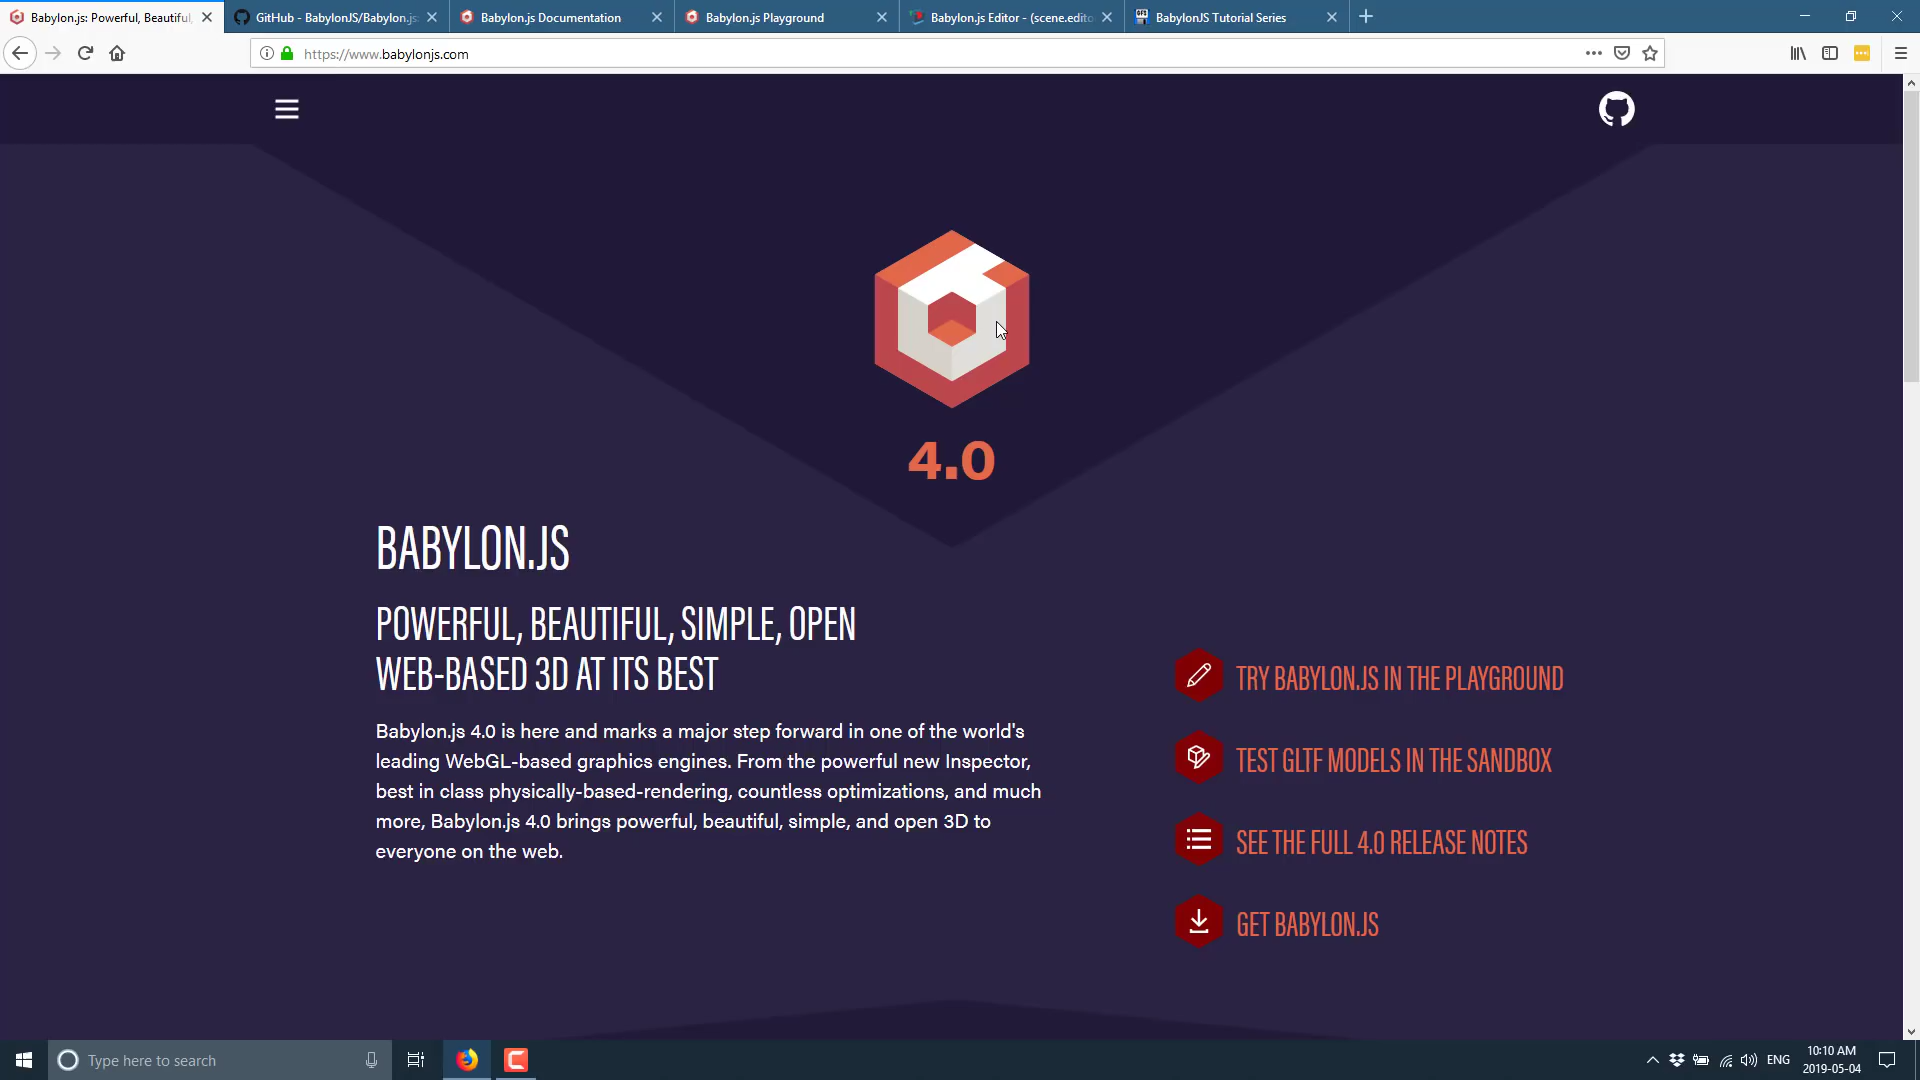 Babylon.js: Powerful, Beautiful,
GitHub - BabylonJS/Babylon.js:
Babylon.js Documentation
Babylon.js Playground
Babylon.js Editor - (scene.edito
BabylonJS Tutorial Series
https://www.babylonjs.com
4.0
BABYLON.JS
POWERFUL, BEAUTIFUL, SIMPLE, OPEN
WEB-BASED 3D AT ITS BEST
Babylon.js 4.0 is here and marks a major step forward in one of the world's
leading WebGL-based graphics engines. From the powerful new Inspector,
best in class physically-based-rendering, countless optimizations, and much
more, Babylon.js 4.0 brings powerful, beautiful, simple, and open 3D to
everyone on the web.
TRY BABYLON.JS IN THE PLAYGROUND
TEST GLTF MODELS IN THE SANDBOX
SEE THE FULL 4.0 RELEASE NOTES
GET BABYLON.JS
Type here to search
ENG
10:10 AM
2019-05-04